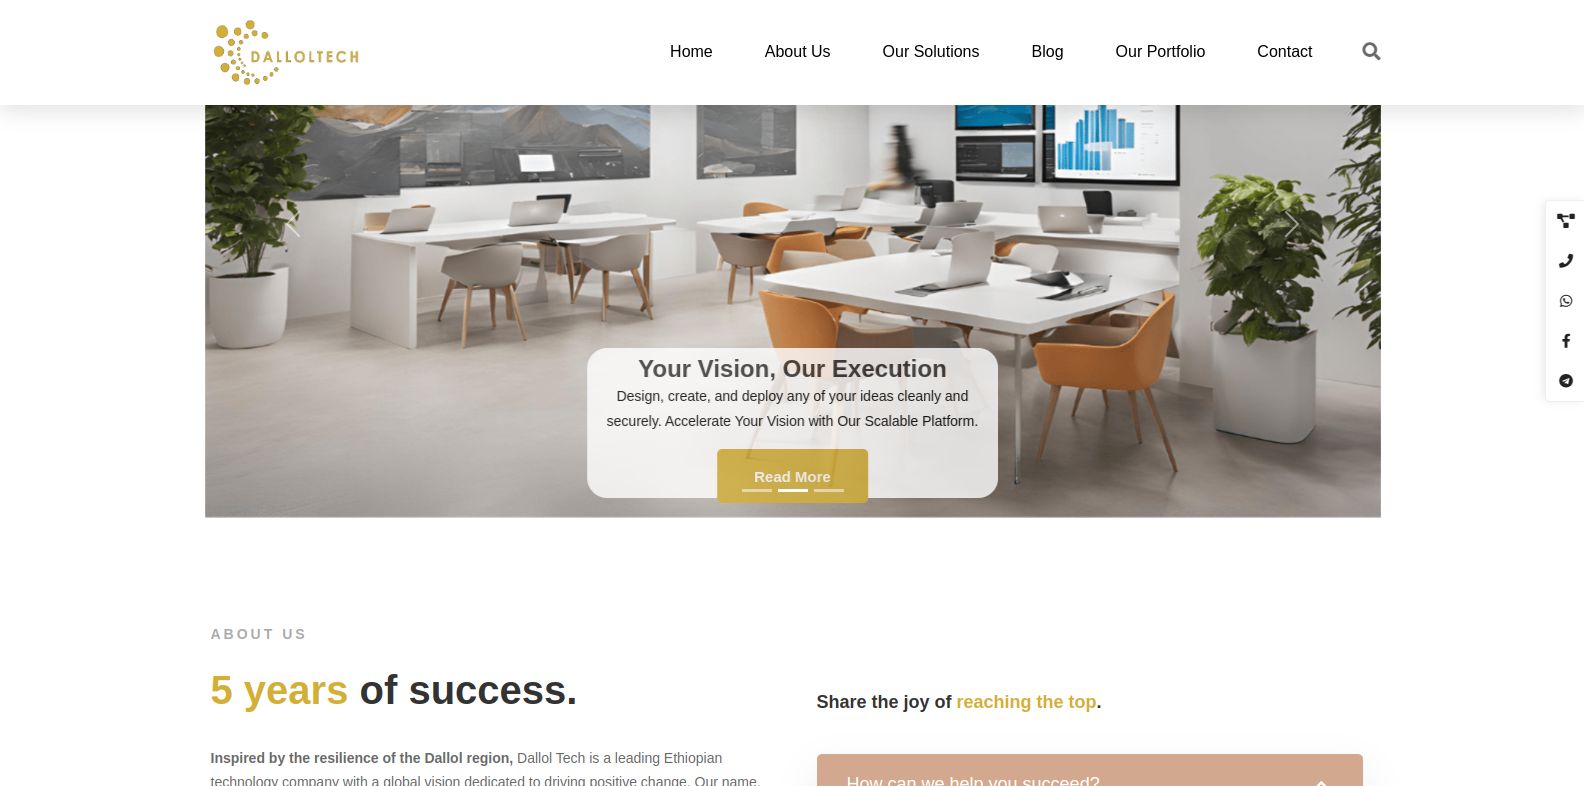 DALLOLTECH
Home
About Us
Our Solutions
Blog
Our Portfolio
Contact
Your Vision, Our Execution
Design, create, and deploy any of your ideas cleanly and
securely. Accelerate Your Vision with Our Scalable Platform.
Read More
ABOUT US
5 years of success.
Inspired by the resilience of the Dallol region, Dallol Tech is a leading Ethiopian
technology company with a global vision dedicated to driving positive change. Our name,
Share the joy of reaching the top.
How can we help you succeed?